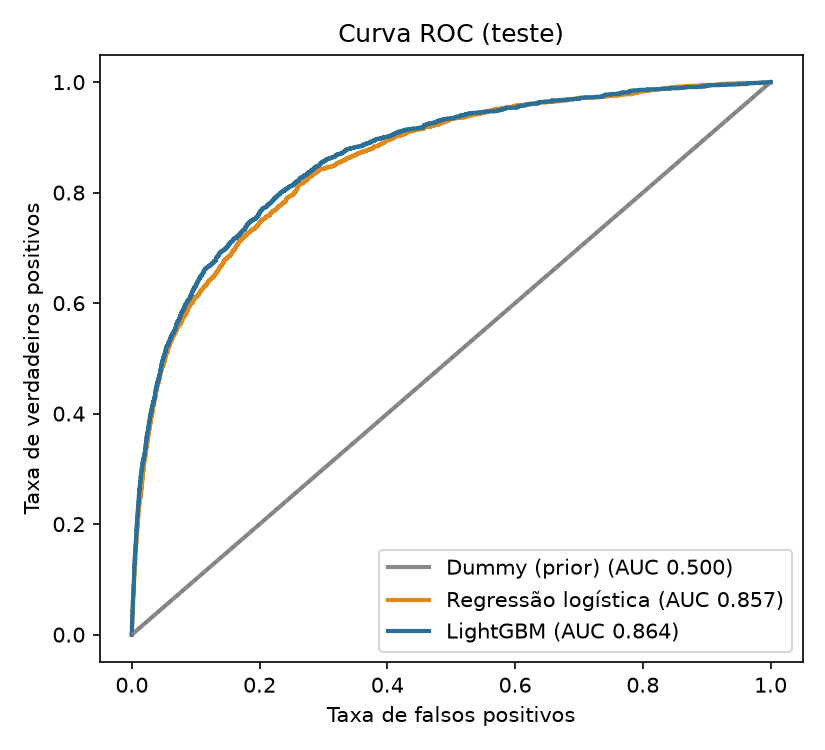 Curva ROC (teste)
Taxa de verdadeiros positivos
1.0
0.8
0.6
0.4
0.2
0.0
Dummy (prior) (AUC 0.500)
Regressão logística (AUC 0.857)
LightGBM (AUC 0.864)
0.0 0.2 0.4 0.6 0.8 1.0
Taxa de falsos positivos